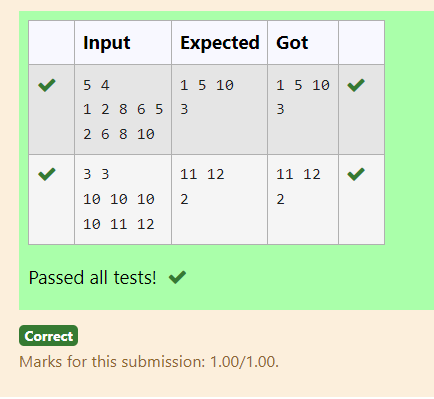 Input Expected Got
5 4 1 5 10 1 5 10
1 2 8 6 5 3 3
2 6 8 10
3 3 11 12 11 12
10 10 10 2 2
10 11 12
Passed all tests!
Correct
Marks for this submission: 1.00/1.00.